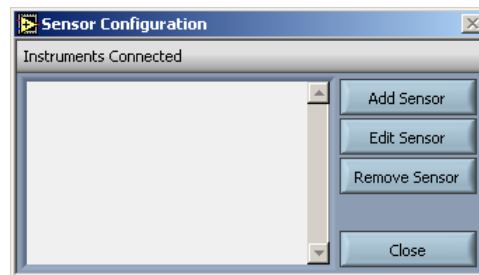 Sensor Configuration
Instruments Connected
Add Sensor
Edit Sensor
Remove Sensor
Close